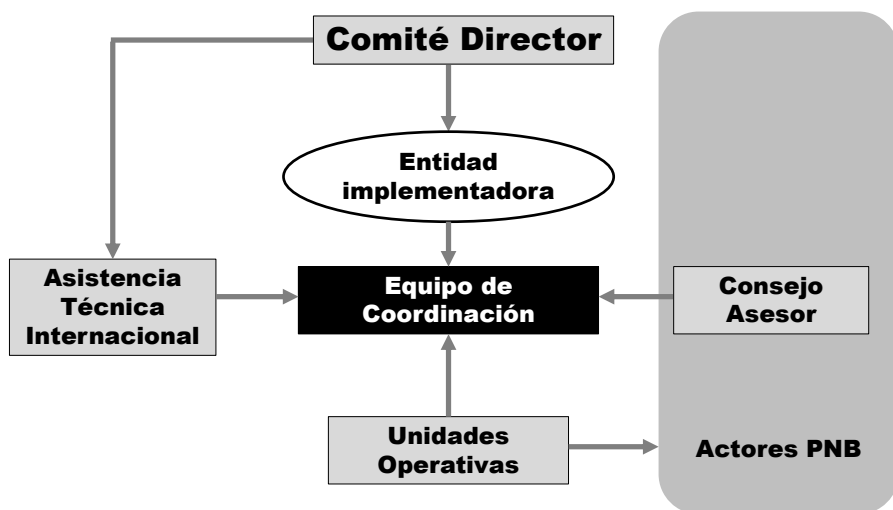 Comité Director
Entidad
implementadora
Asistencia
Técnica
Internacional
Equipo de
Coordinación
Consejo
Asesor
Unidades
Operativas
Actores PNB